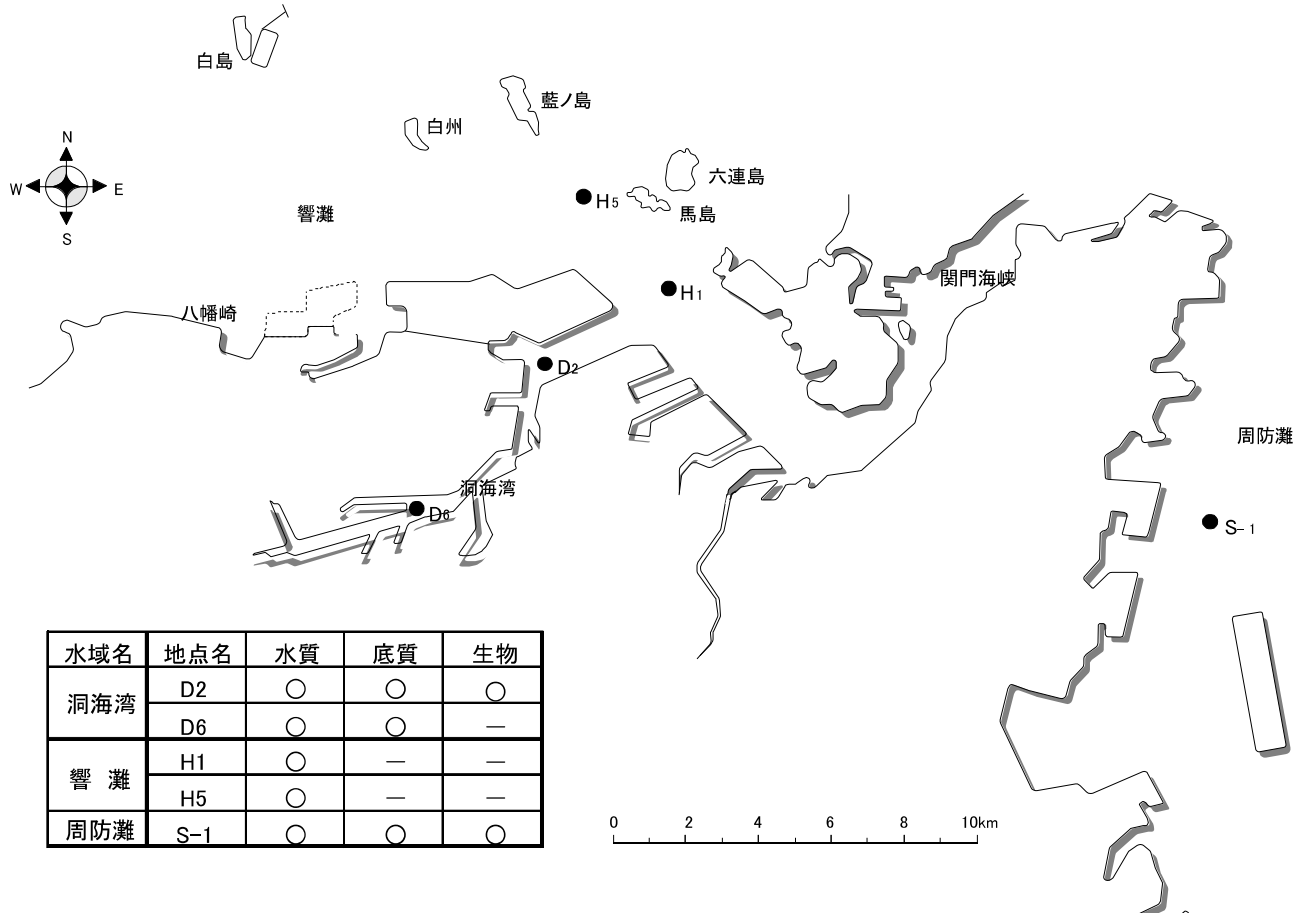 白島
藍ノ島
白州
N
W
E
S
六連島
H5
馬島
響灘
関門海峡
H1
八幡崎
D2
周防灘
洞海湾
D6
S-1
水域名 地点名 水質 底質 生物
洞海湾 D2 ○ ○ ○
D6 ○ ○ －
響 灘 H1 ○ － －
H5 ○ － －
周防灘 S-1 ○ ○ ○
0 2 4 6 8 10km